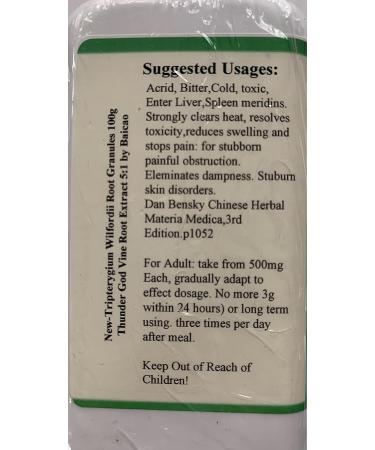 Suggested Usages:
Acrid, Bitter,Cold, toxic,
Enter Liver,Spleen meridins.
Strongly clears heat, resolves
toxicity,reduces swelling and
stops pain: for stubborn
painful obstruction.
Eleminates dampness. Stuburn
skin disorders.
Dan Bensky Chinese Herbal
Materia Medica,3rd
Edition.p1052
For Adult: take from 500mg
Each, gradually adapt to
effect dosage. No more 3g
within 24 hours) or long term
using. three times per day
after meal.
Keep Out of Reach of
Children!
New-Tripterygium Wilfordii Root Granules 100g
Thunder God Vine Root Extract 5:1 by Baicao